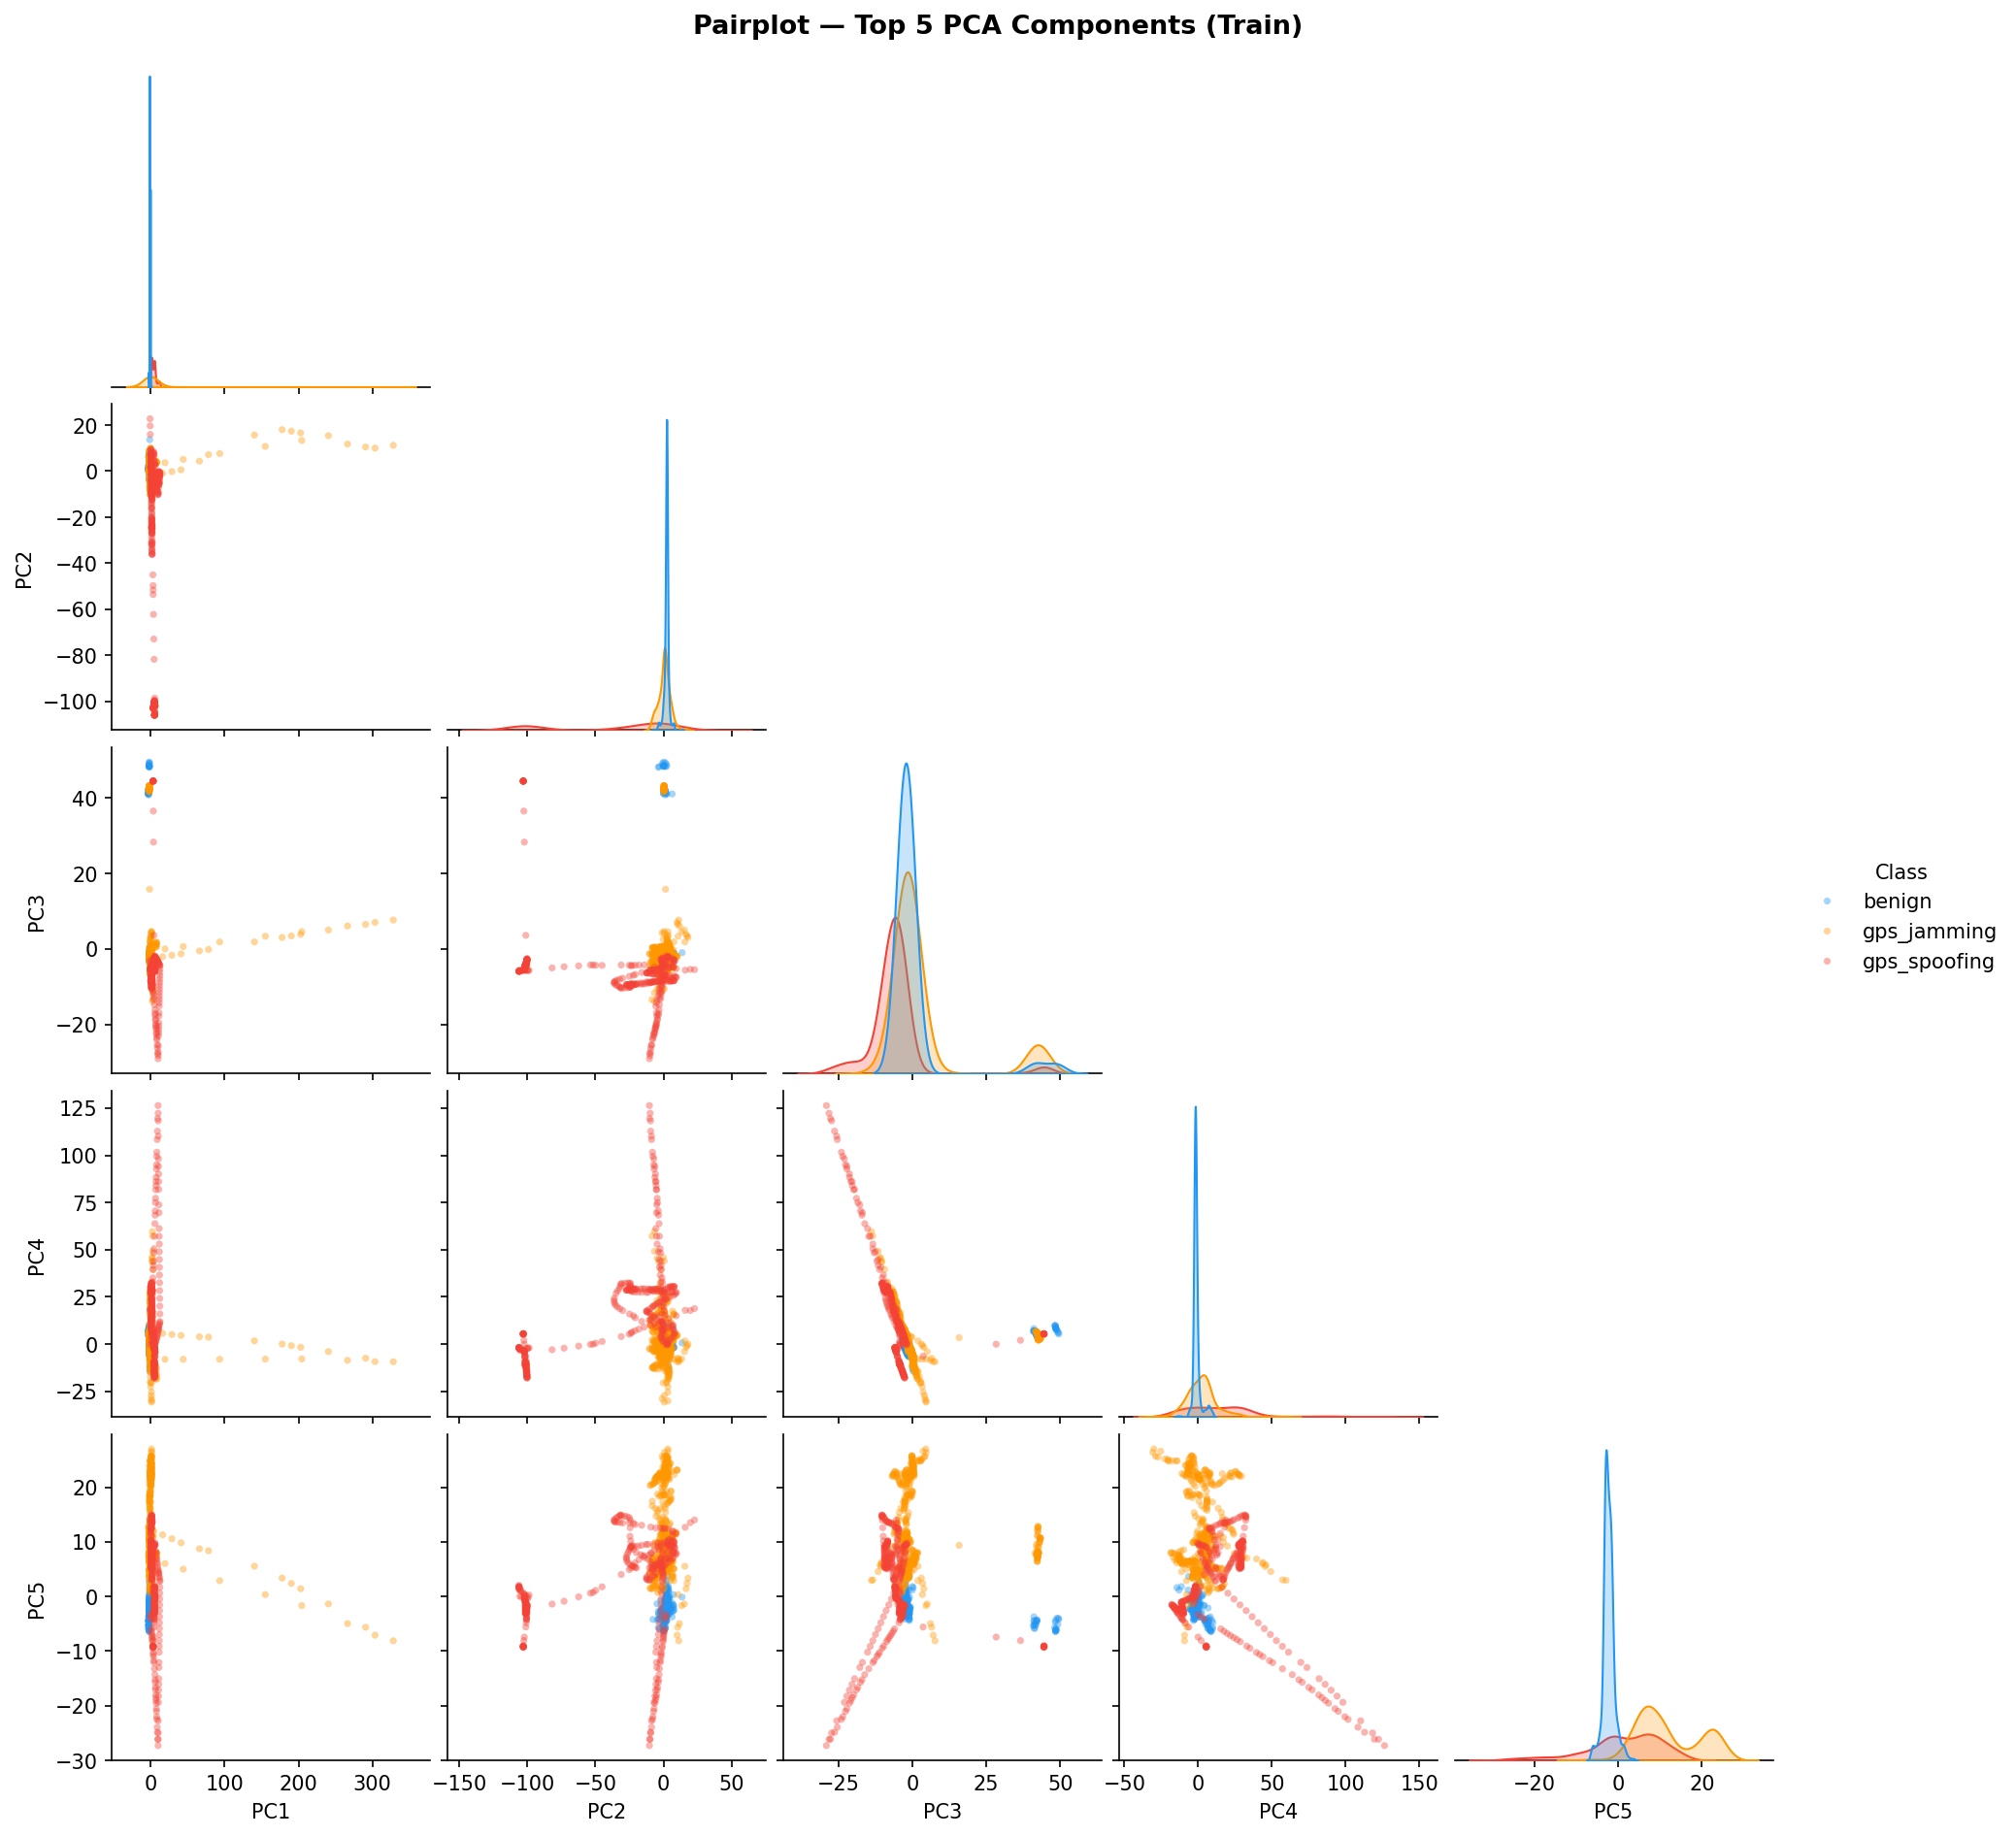 Pairplot — Top 5 PCA Components (Train)
20
0
−20
−40
−60
−80
−100
PC2
40
20
0
−20
PC3
Class
benign
gps_jamming
gps_spoofing
125
100
75
50
25
0
−25
PC4
20
10
0
−10
−20
−30
PC5
0 100 200 300
−150 −100 −50 0 50
−25 0 25 50
−50 0 50 100 150
−20 0 20
PC1 PC2 PC3 PC4 PC5